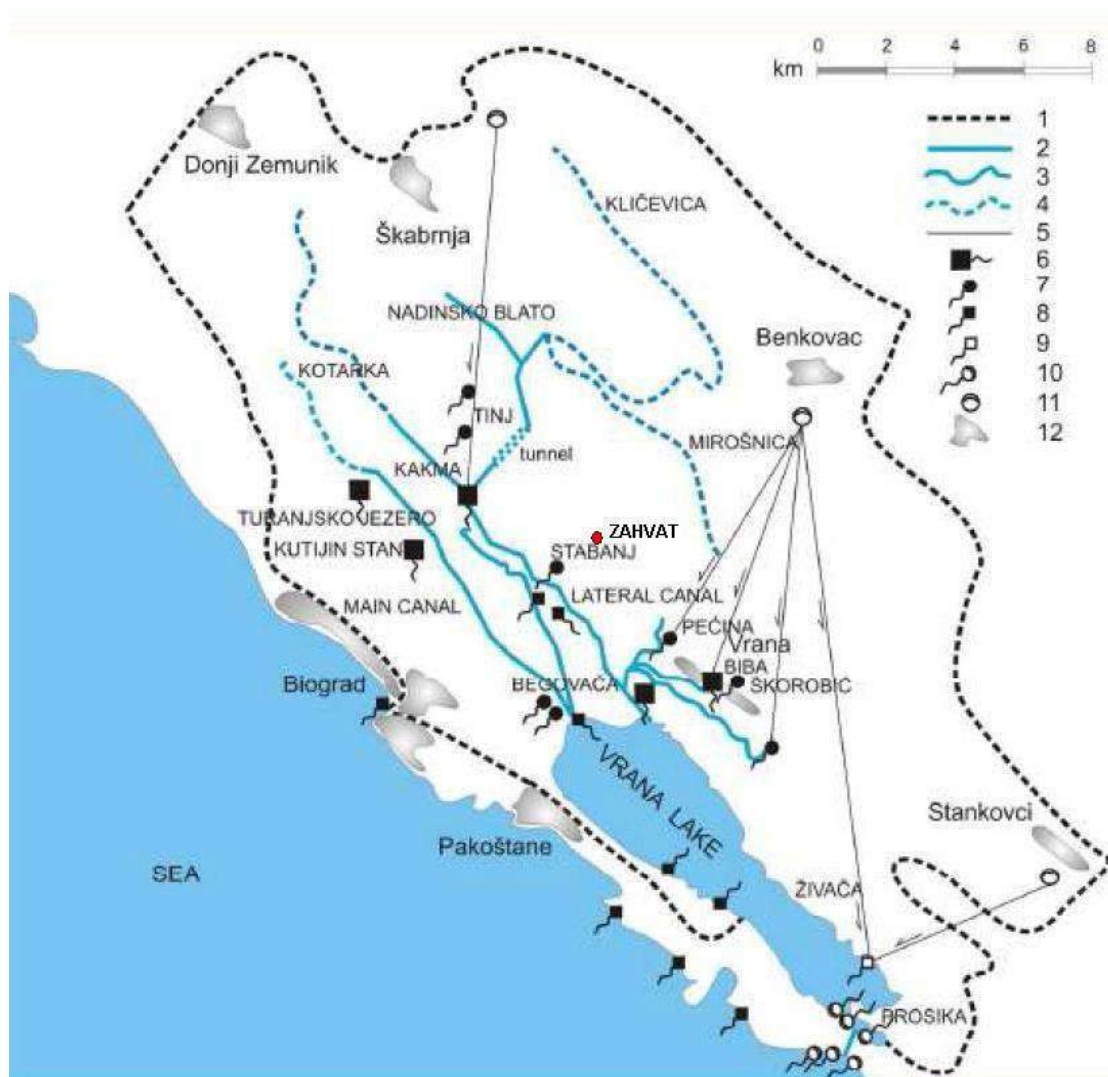 0 2 4 6 8
km
1
2
3
4
5
6
7
8
9
10
11
12
Donji Zemunik
Škabrnja
KLIČEVICA
NADINSKO BLATO
Benkovac
KOTARKA
TINJ
MIROŠNICA
tunnel
KAKMA
TURANJSKO JEZERO
ZAHVAT
KUTIJIN STAN
STABANJ
MAIN CANAL
LATERAL CANAL
PEĆINA
Vrana
BIBA
Biograd
BEGOVAČA
ŠKOROBIĆ
VRANA LAKE
Stankovci
Pakoštane
SEA
ŽIVAČA
PROSIKA